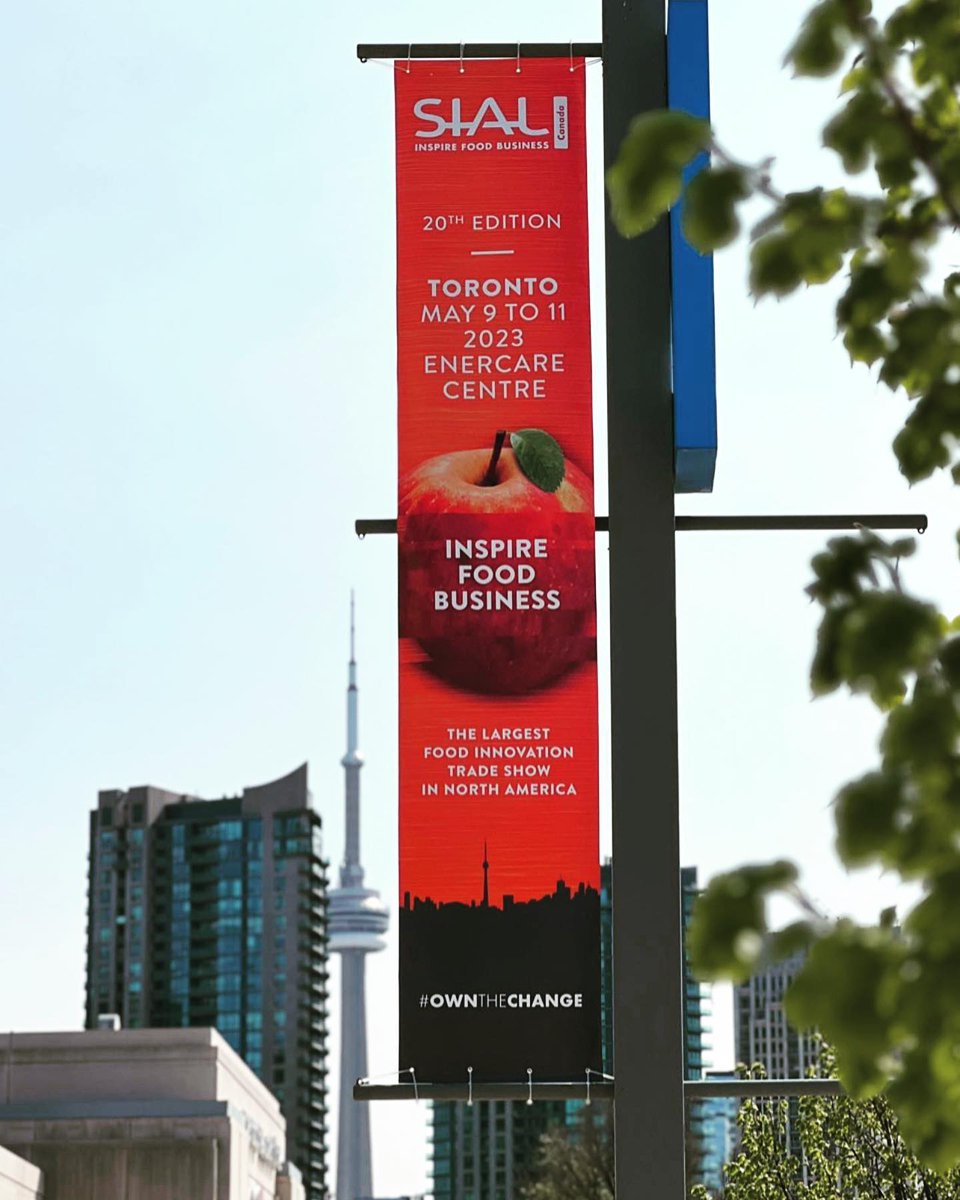 SIAL Canada
INSPIRE FOOD BUSINESS
20TH EDITION
TORONTO
MAY 9 TO 11
2023
ENERCARE
CENTRE
INSPIRE
FOOD
BUSINESS
THE LARGEST
FOOD INNOVATION
TRADE SHOW
IN NORTH AMERICA
#OWNTHECHANGE